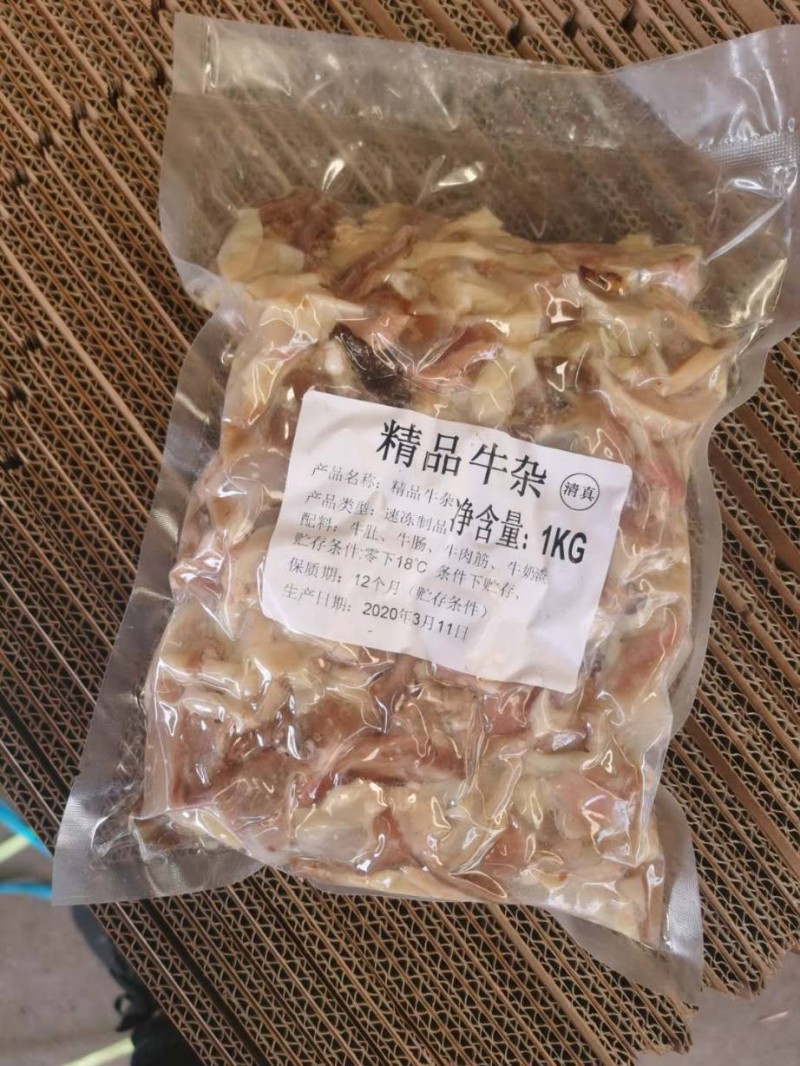 精品牛杂
清真
产品名称：精品牛杂
产品类型：速冻制品
净含量：1KG
配料：牛肚、牛肠、牛肉筋、牛奶渣
贮存条件:零下18℃ 条件下贮存、
保质期：12个月（贮存条件）
生产日期：2020年3月11日